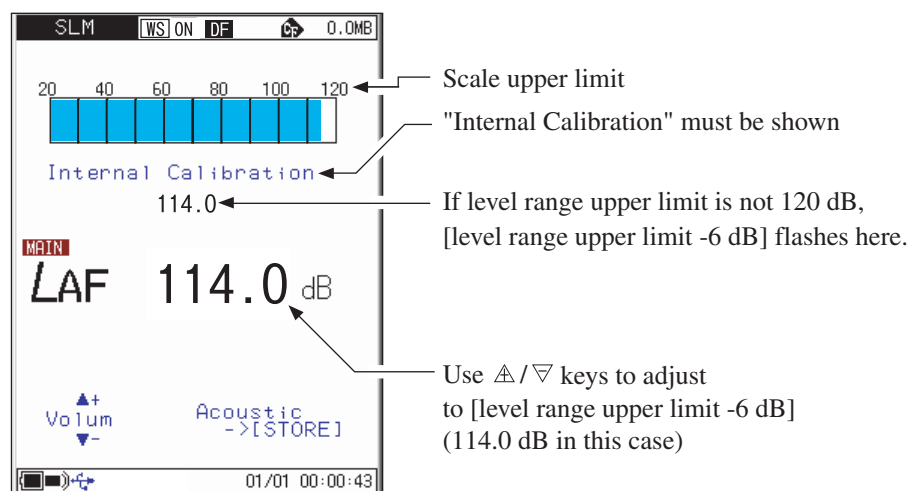 SLM WS ON DF CF 0.0MB
20 40 60 80 100 120
Scale upper limit
"Internal Calibration" must be shown
Internal Calibration
114.0
If level range upper limit is not 120 dB,
[level range upper limit -6 dB] flashes here.
MAIN
LAF 114.0 dB
Use +/− keys to adjust
to [level range upper limit -6 dB]
(114.0 dB in this case)
▲+
Volum
▼-
Acoustic
->[STORE]
01/01 00:00:43